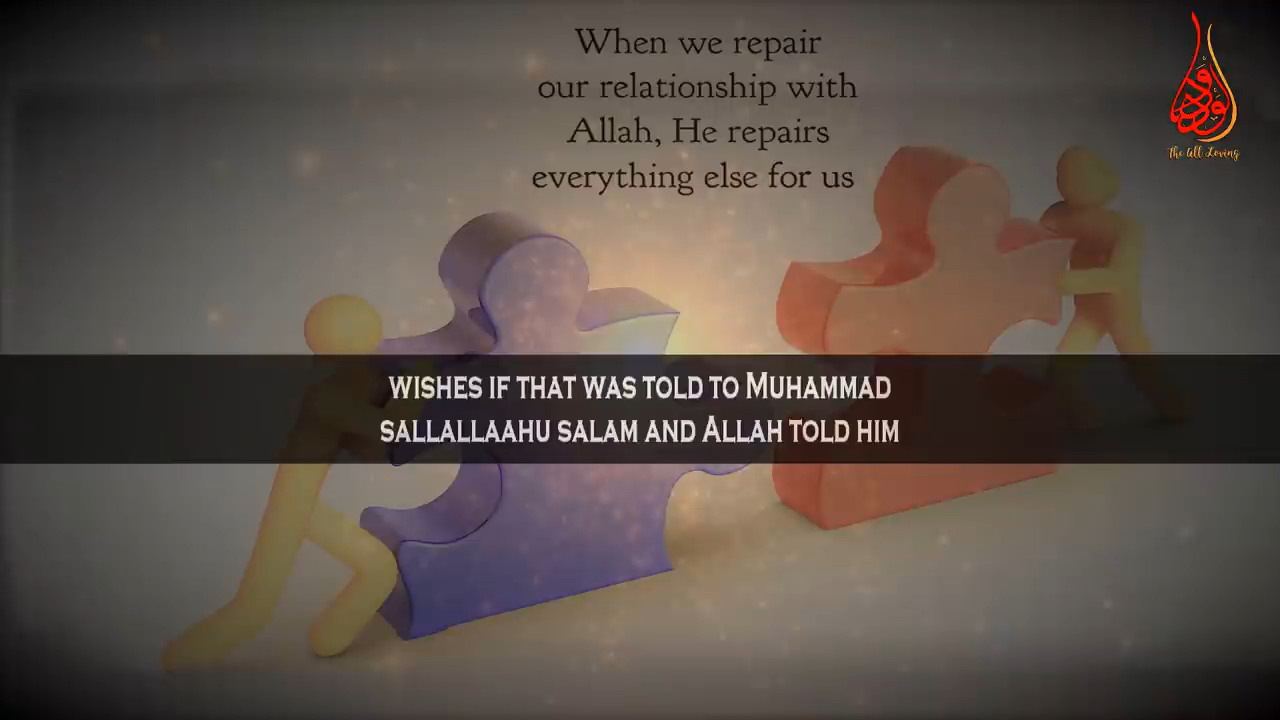 When we repair
our relationship with
Allah, He repairs
everything else for us
الودود
The All Loving
WISHES IF THAT WAS TOLD TO MUHAMMAD
SALLALLAAHU SALAM AND ALLAH TOLD HIM